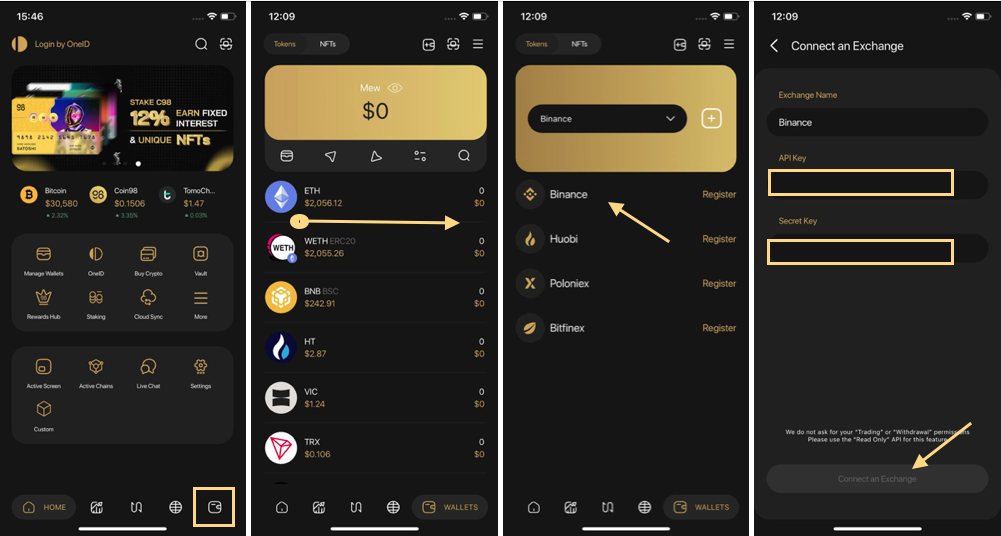 15:46
Login by OneID
98
STAKE C98
12% EARN FIXED
INTEREST
& UNIQUE NFTs
SATOSHI
Bitcoin
$30,580
2.32%
98
Coin98
$0.1506
3.35%
TomoCh...
$1.47
0.03%
Manage Wallets
OneID
Buy Crypto
Vault
Rewards Hub
Staking
Cloud Sync
More
Active Screen
Active Chains
Live Chat
Settings
Custom
HOME
12:09
Tokens
NFTs
Mew
$0
ETH
0
$2,056.12
$0
WETH
WETH ERC20
0
$2,055.26
$0
BNB BSC
0
$242.91
$0
HT
0
$2.87
$0
VIC
0
$1.24
$0
TRX
0
$0.106
$0
WALLETS
12:09
Tokens
NFTs
Binance
Binance
Register
Huobi
Register
Poloniex
Register
Bitfinex
Register
WALLETS
12:09
Connect an Exchange
Exchange Name
Binance
API Key
Secret Key
We do not ask for your "Trading" or "Withdrawal" permissions
Please use the "Read Only" API for this feature
Connect an Exchange